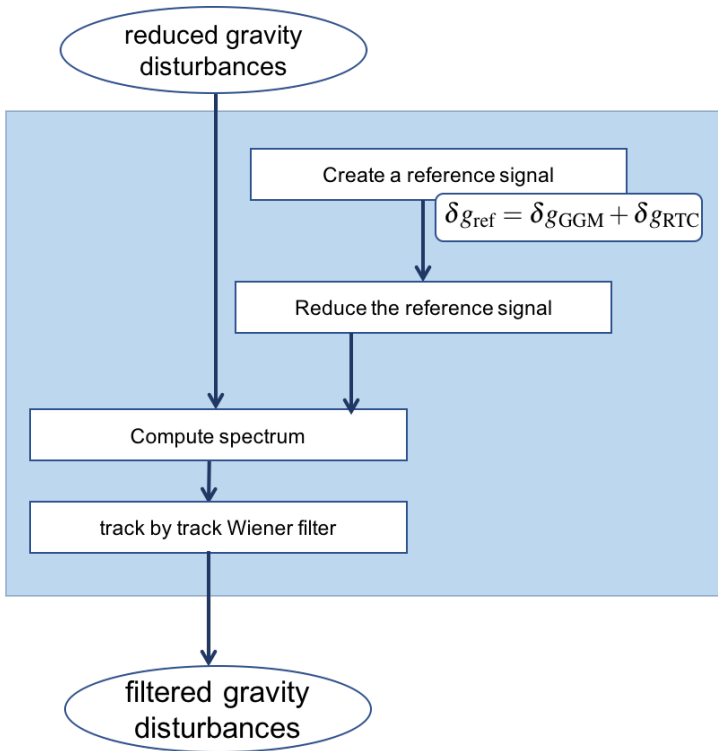 reduced gravity
disturbances
Create a reference signal
δg_ref = δg_GGM + δg_RTC
Reduce the reference signal
Compute spectrum
track by track Wiener filter
filtered gravity
disturbances